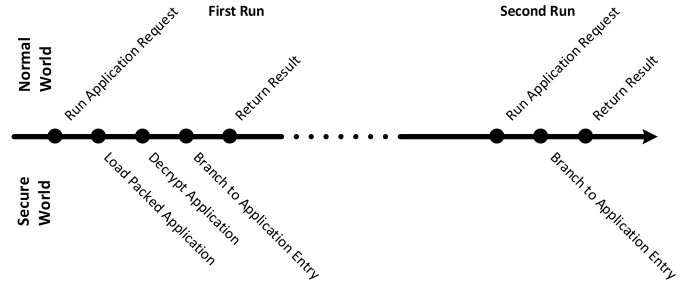 First Run
Second Run
Normal
World
Run Application Request
Return Result
Run Application Request
Return Result
Secure
World
Load Packed Application
Decrypt Application
Branch to Application Entry
Branch to Application Entry